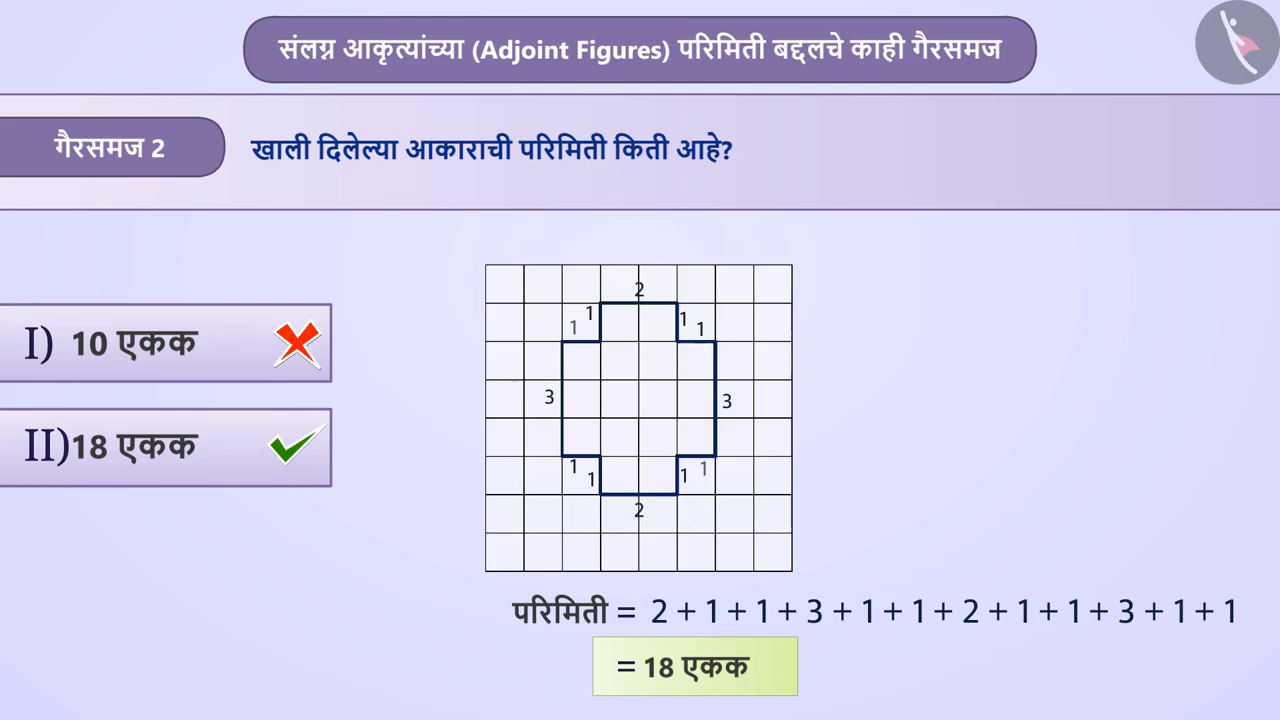 संलग्न आकृत्यांच्या (Adjoint Figures) परिमिती बद्दलचे काही गैरसमज
गैरसमज 2
खाली दिलेल्या आकाराची परिमिती किती आहे?
I) 10 एकक
II) 18 एकक
2
1 1 1 1
3 3
1 1 1 1
2
परिमिती = 2 + 1 + 1 + 3 + 1 + 1 + 2 + 1 + 1 + 3 + 1 + 1
= 18 एकक